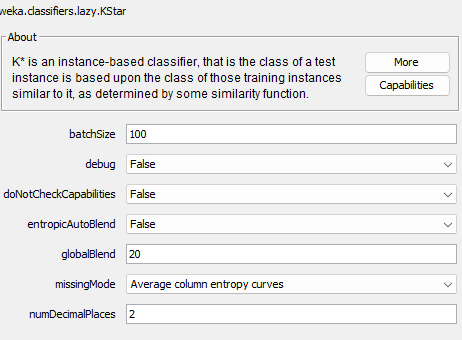 weka.classifiers.lazy.KStar
About
K* is an instance-based classifier, that is the class of a test
instance is based upon the class of those training instances
similar to it, as determined by some similarity function.
More
Capabilities
batchSize 100
debug False
doNotCheckCapabilities False
entropicAutoBlend False
globalBlend 20
missingMode Average column entropy curves
numDecimalPlaces 2